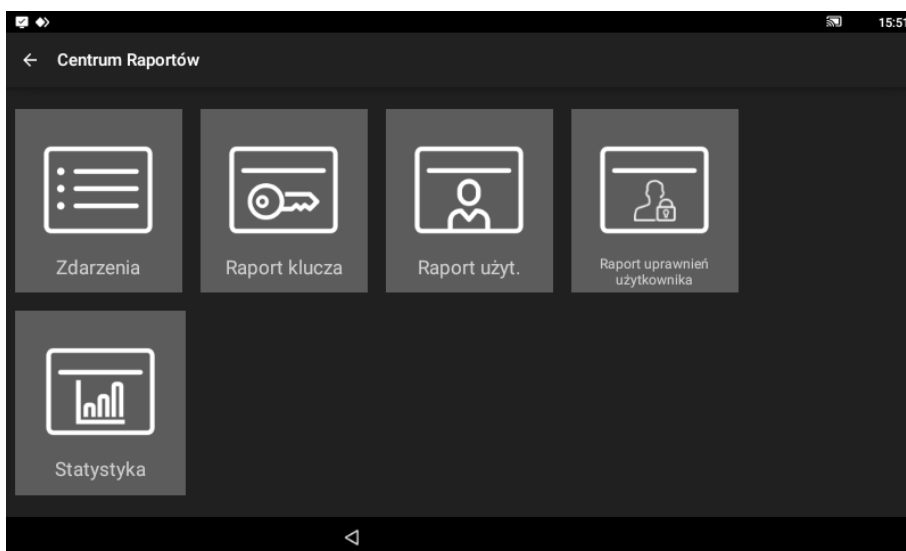 15:51
Centrum Raportów
Zdarzenia
Raport klucza
Raport użyt.
Raport uprawnień
użytkownika
Statystyka